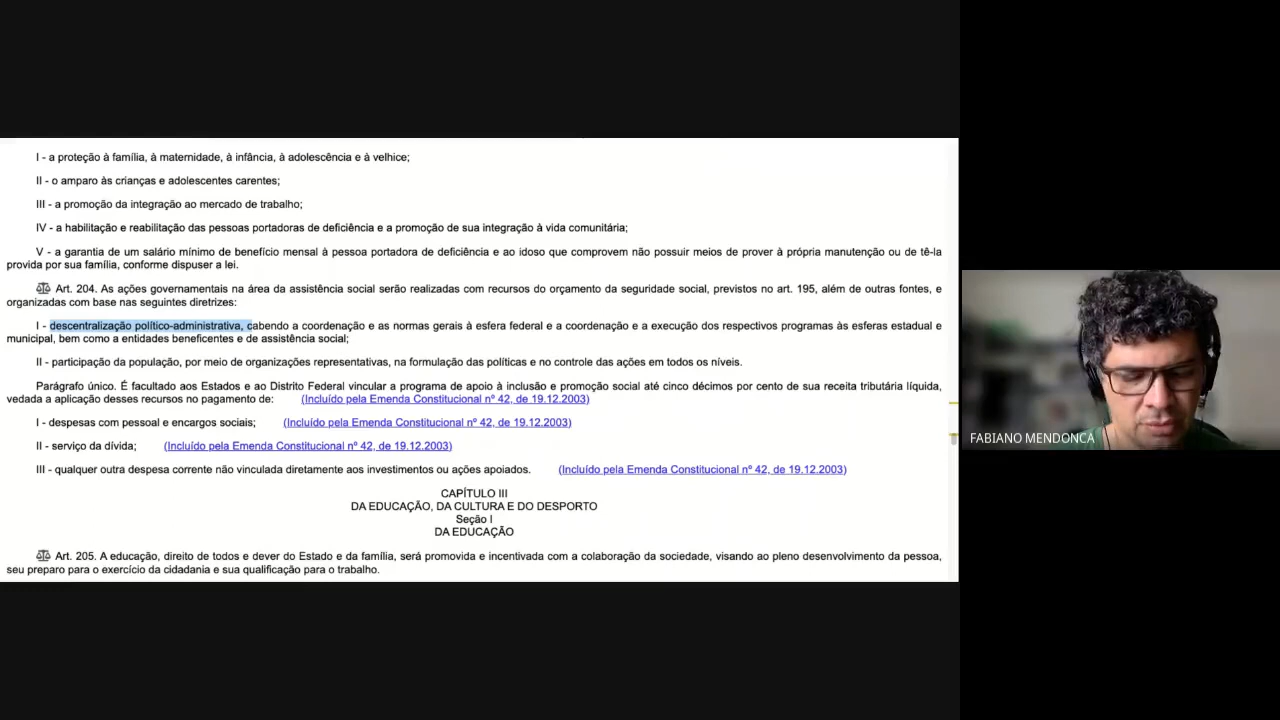 I - a proteção à família, à maternidade, à infância, à adolescência e à velhice;
II - o amparo às crianças e adolescentes carentes;
III - a promoção da integração ao mercado de trabalho;
IV - a habilitação e reabilitação das pessoas portadoras de deficiência e a promoção de sua integração à vida comunitária;
V - a garantia de um salário mínimo de benefício mensal à pessoa portadora de deficiência e ao idoso que comprovem não possuir meios de prover à própria manutenção ou de tê-la
provida por sua família, conforme dispuser a lei.
Art. 204. As ações governamentais na área da assistência social serão realizadas com recursos do orçamento da seguridade social, previstos no art. 195, além de outras fontes, e
organizadas com base nas seguintes diretrizes:
I - descentralização político-administrativa, cabendo a coordenação e as normas gerais à esfera federal e a coordenação e a execução dos respectivos programas às esferas estadual e
municipal, bem como a entidades beneficentes e de assistência social;
II - participação da população, por meio de organizações representativas, na formulação das políticas e no controle das ações em todos os níveis.
Parágrafo único. É facultado aos Estados e ao Distrito Federal vincular a programa de apoio à inclusão e promoção social até cinco décimos por cento de sua receita tributária líquida,
vedada a aplicação desses recursos no pagamento de: (Incluído pela Emenda Constitucional nº 42, de 19.12.2003)
I - despesas com pessoal e encargos sociais; (Incluído pela Emenda Constitucional nº 42, de 19.12.2003)
II - serviço da dívida; (Incluído pela Emenda Constitucional nº 42, de 19.12.2003)
III - qualquer outra despesa corrente não vinculada diretamente aos investimentos ou ações apoiados. (Incluído pela Emenda Constitucional nº 42, de 19.12.2003)
CAPÍTULO III
DA EDUCAÇÃO, DA CULTURA E DO DESPORTO
Seção I
DA EDUCAÇÃO
Art. 205. A educação, direito de todos e dever do Estado e da família, será promovida e incentivada com a colaboração da sociedade, visando ao pleno desenvolvimento da pessoa,
seu preparo para o exercício da cidadania e sua qualificação para o trabalho.
FABIANO MENDONCA